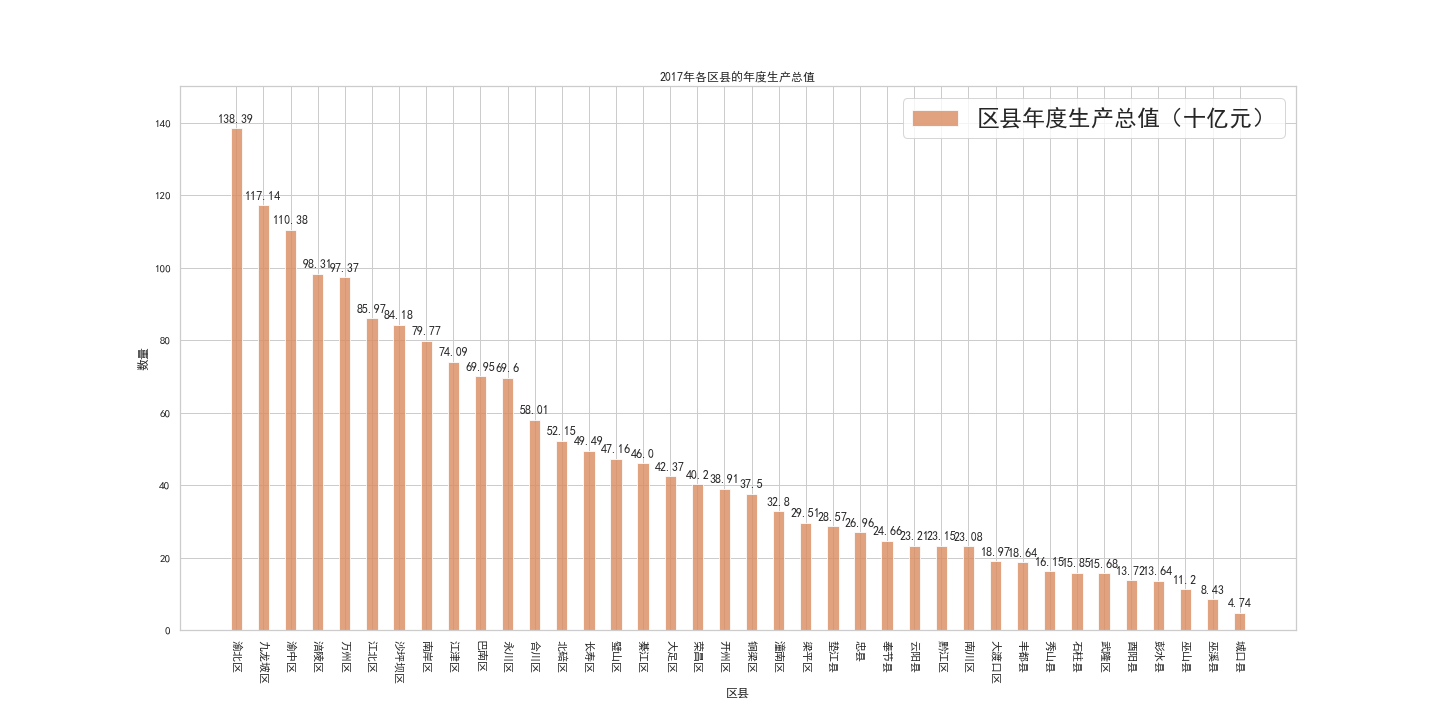 2017年各区县的年度生产总值
区县年度生产总值（十亿元）
数量
140
120
100
80
60
40
20
0
138.39
117.14
110.38
98.31
97.37
85.97
84.18
79.77
74.09
69.95
69.6
58.01
52.15
49.49
47.16
46.0
42.37
40.2
38.91
37.5
32.8
29.51
28.57
26.96
24.66
23.21
23.15
23.08
18.97
18.64
16.15
15.85
15.68
13.72
13.64
11.2
8.43
4.74
渝北区
九龙坡区
渝中区
涪陵区
万州区
江北区
沙坪坝区
南岸区
江津区
巴南区
永川区
合川区
北碚区
长寿区
璧山区
綦江区
大足区
荣昌区
开州区
铜梁区
潼南区
梁平区
垫江县
忠县
奉节县
云阳县
黔江区
南川区
大渡口区
丰都县
秀山县
石柱县
武隆区
酉阳县
彭水县
巫山县
巫溪县
城口县
区县